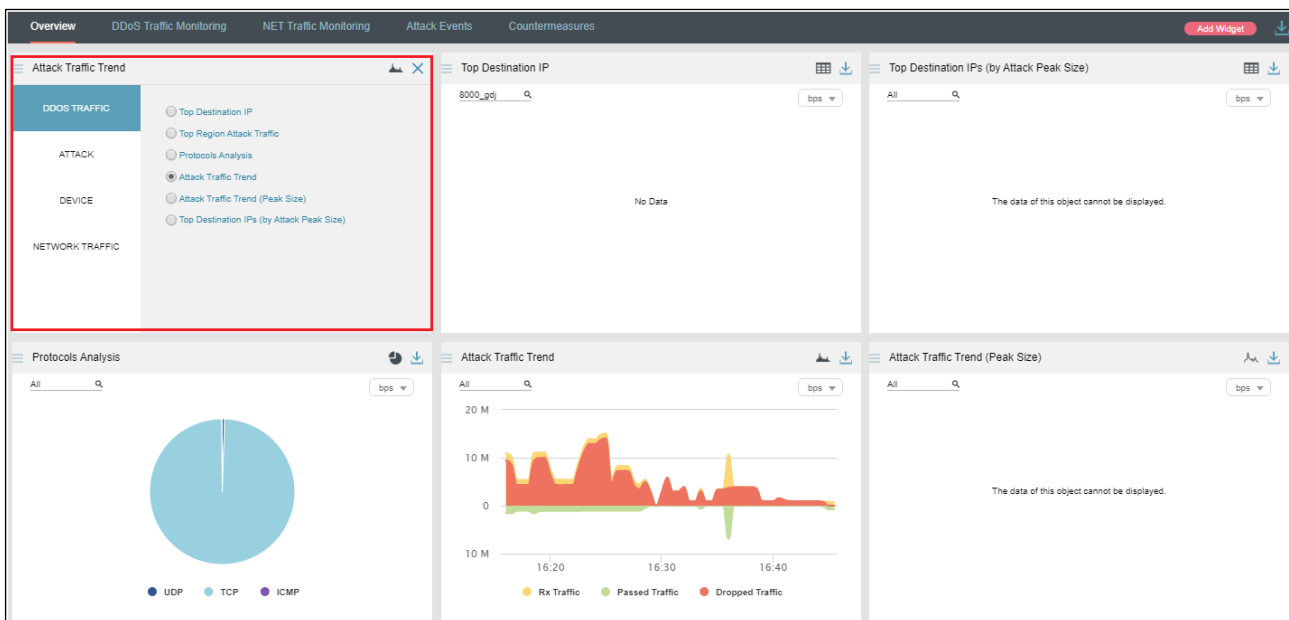 Overview DDoS Traffic Monitoring NET Traffic Monitoring Attack Events Countermeasures Add Widget
Attack Traffic Trend
DDOS TRAFFIC
ATTACK
DEVICE
NETWORK TRAFFIC
Top Destination IP
Top Region Attack Traffic
Protocols Analysis
Attack Traffic Trend
Attack Traffic Trend (Peak Size)
Top Destination IPs (by Attack Peak Size)
Top Destination IP
8000_gdj
bps
No Data
Top Destination IPs (by Attack Peak Size)
All
bps
The data of this object cannot be displayed.
Protocols Analysis
All
bps
UDP TCP ICMP
Attack Traffic Trend
All
bps
20 M
10 M
0
10 M
16:20 16:30 16:40
Rx Traffic Passed Traffic Dropped Traffic
Attack Traffic Trend (Peak Size)
All
bps
The data of this object cannot be displayed.